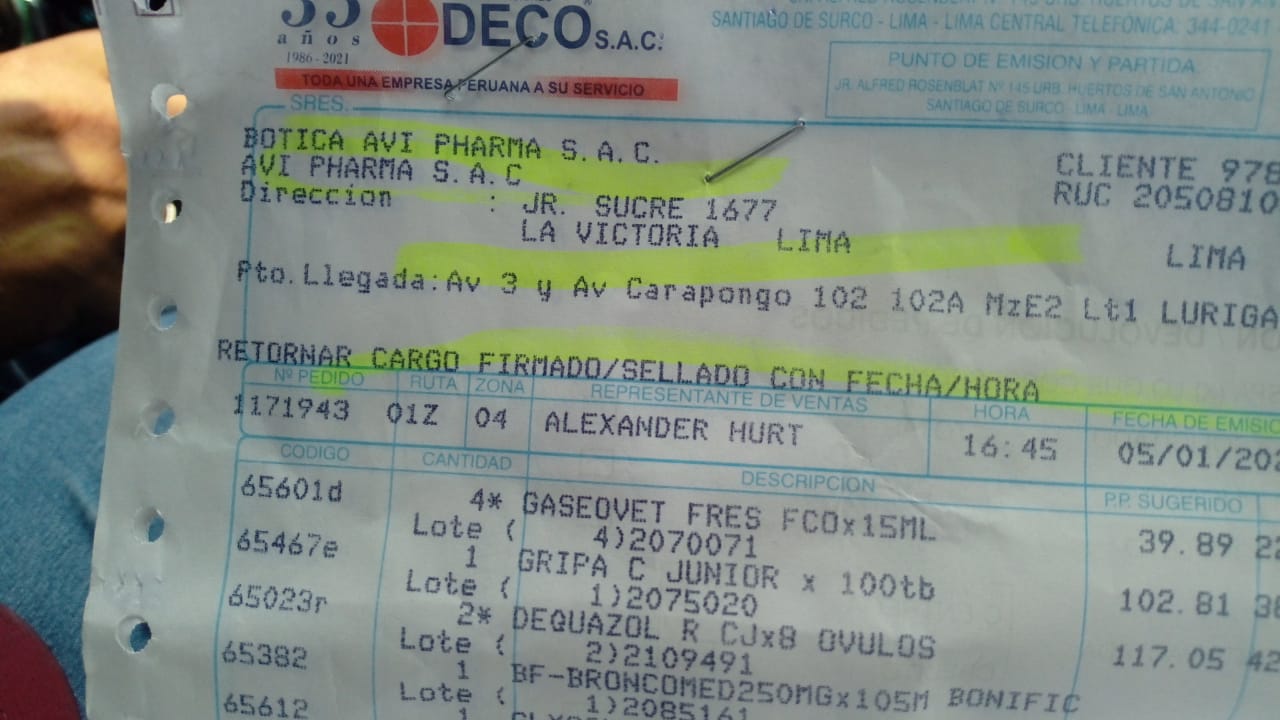 35
años
1986 - 2021
DECO S.A.C.
TODA UNA EMPRESA PERUANA A SU SERVICIO
SANTIAGO DE SURCO - LIMA - LIMA CENTRAL TELEFONICA: 344-0241
PUNTO DE EMISION Y PARTIDA
JR. ALFRED ROSENBLAT Nº 145 URB. HUERTOS DE SAN ANTONIO
SANTIAGO DE SURCO - LIMA - LIMA
SRES.
BOTICA AVI PHARMA S.A.C.
AVI PHARMA S.A.C
CLIENTE 978
RUC 2050810
Direccion : JR. SUCRE 1677
LA VICTORIA LIMA LIMA
Pto.Llegada:Av 3 y Av Carapongo 102 102A MzE2 Lt1 LURIGA
RETORNAR CARGO FIRMADO/SELLADO CON FECHA/HORA
Nº PEDIDO RUTA ZONA REPRESENTANTE DE VENTAS HORA FECHA DE EMISIO
1171943 01Z 04 ALEXANDER HURT 16:45 05/01/202
CODIGO CANTIDAD DESCRIPCION P.P. SUGERIDO
65601d 4* GASEOVET FRES FCOx15ML 39.89 22
Lote ( 4)2070071
65467e 1 GRIPA C JUNIOR x 100tb 102.81 38
Lote ( 1)2075020
65023r 2* DEQUAZOL R CJx8 OVULOS 117.05 42
Lote ( 2)2109491
65382 1 BF-BRONCOMED250MGx105M BONIFIC
Lote ( 1)2085161
65612 1